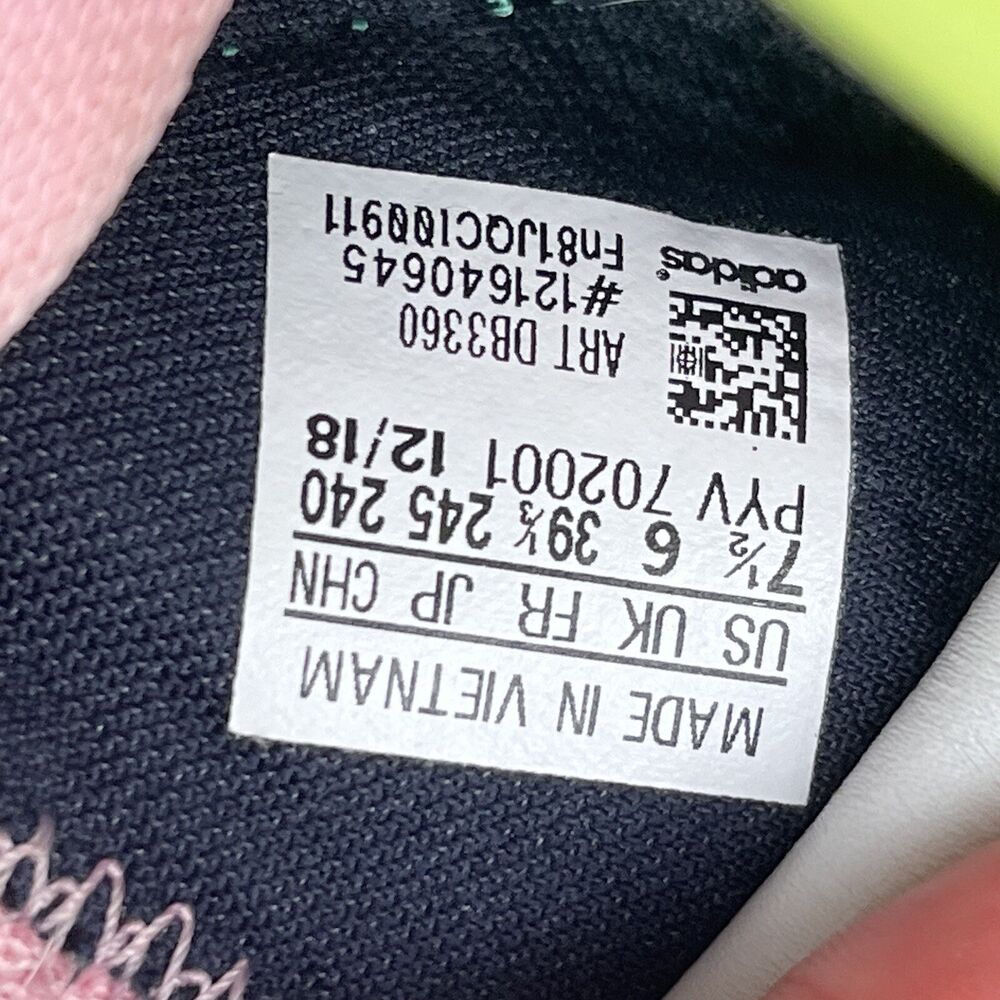 MADE IN VIETNAM
US UK FR JP CHN
7½ 6 39⅓ 245 240
PYV 702001 12/18
ART DB3360
#121640645
Fn81JQC100911
adidas®